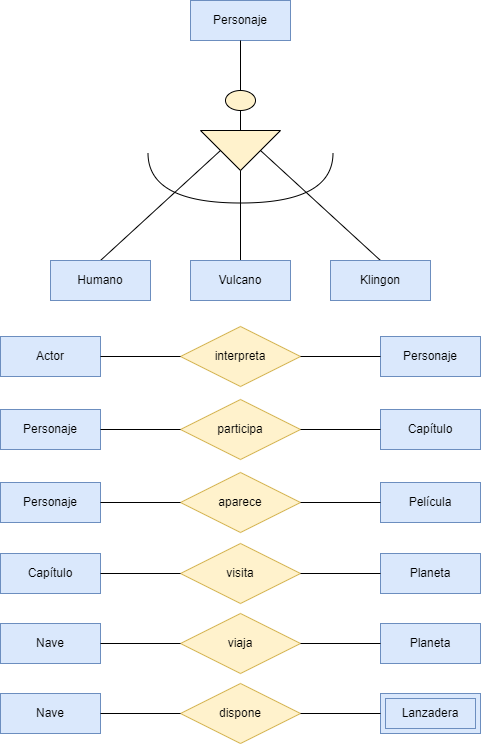 Personaje
Humano Vulcano Klingon
Actor interpreta Personaje
Personaje participa Capítulo
Personaje aparece Película
Capítulo visita Planeta
Nave viaja Planeta
Nave dispone Lanzadera